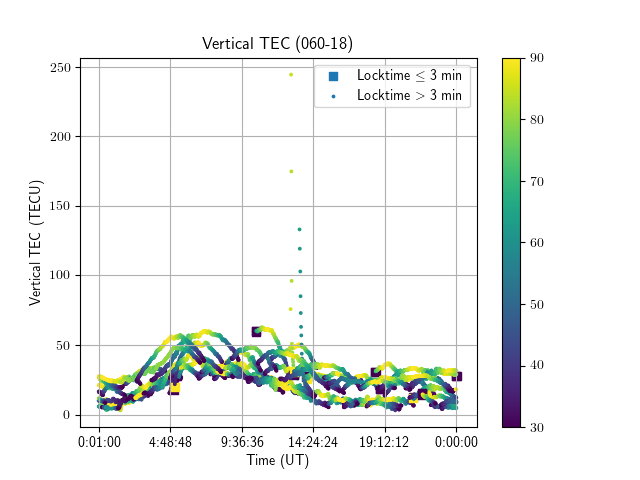 Vertical TEC (060-18)
Locktime ≤ 3 min
Locktime > 3 min
Vertical TEC (TECU)
250
200
150
100
50
0
0:01:00 4:48:48 9:36:36 14:24:24 19:12:12 0:00:00
Time (UT)
90
80
70
60
50
40
30